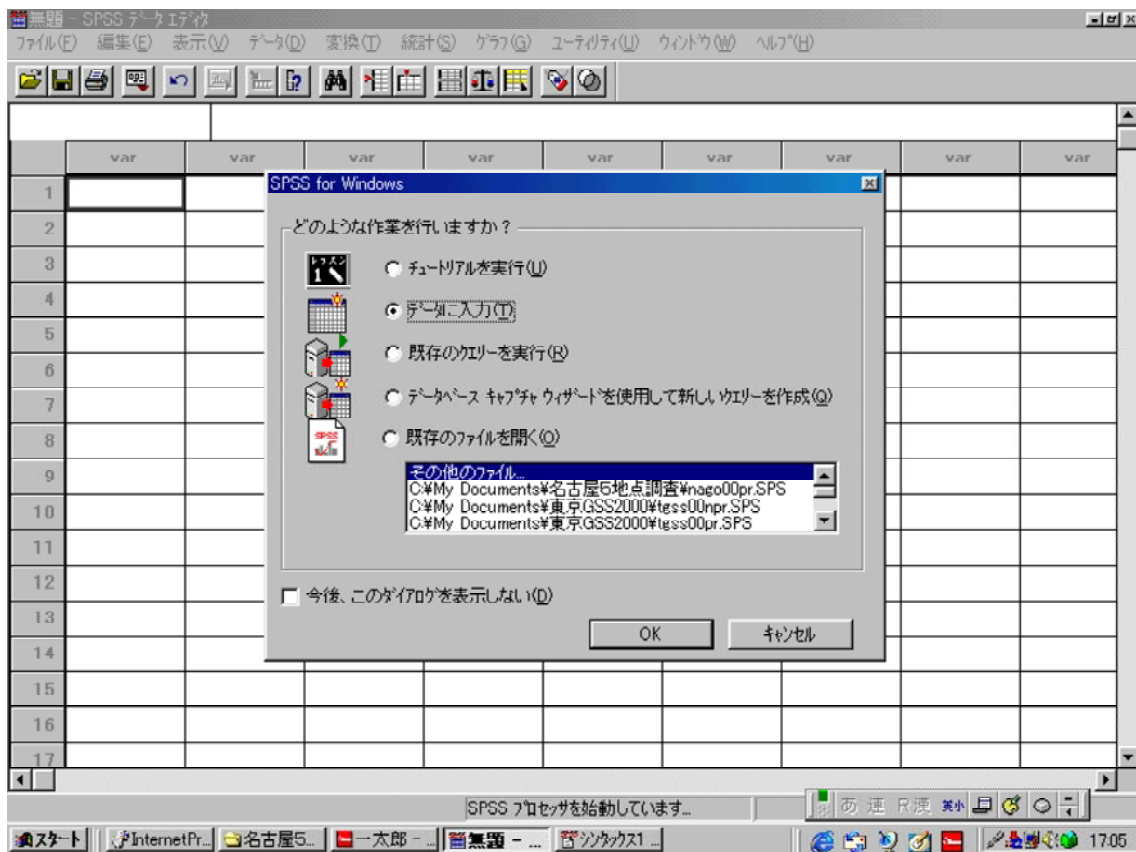 無題 - SPSS データ エディタ
ファイル(F) 編集(E) 表示(V) データ(D) 変換(T) 統計(S) グラフ(G) ユーティリティ(U) ウィンドウ(W) ヘルプ(H)
var var var var var var var var var
1
2
3
4
5
6
7
8
9
10
11
12
13
14
15
16
17
SPSS for Windows
どのような作業を行いますか?
レッスン1
チュートリアルを実行(U)
データに入力(T)
既存のクエリーを実行(R)
データベース キャプチャ ウィザードを使用して新しいクエリーを作成(Q)
SPSS
既存のファイルを開く(O)
その他のファイル...
C:¥My Documents¥名古屋5地点調査¥nago00pr.SPS
C:¥My Documents¥東京GSS2000¥tgss00npr.SPS
C:¥My Documents¥東京GSS2000¥tgss00pr.SPS
今後、このダイアログを表示しない(D)
OK キャンセル
SPSS プロセッサを始動しています...
あ 連 R漢 英小
スタート InternetPr... 名古屋5... 一太郎 - ... 無題 - ... シンタックス1 ... 17:05